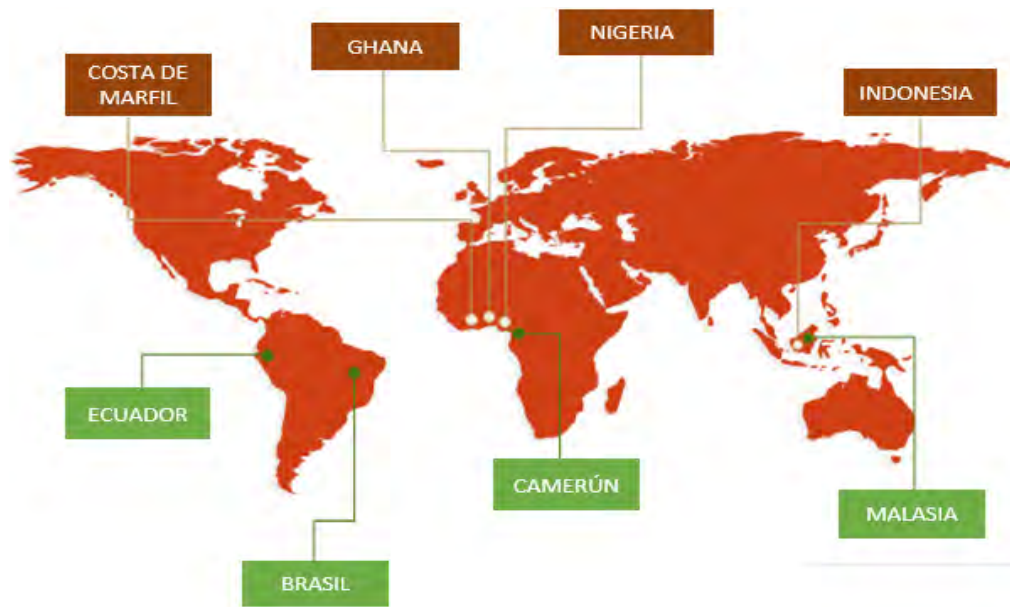 NIGERIA
GHANA
COSTA DE
MARFIL
INDONESIA
ECUADOR
CAMERÚN
MALASIA
BRASIL